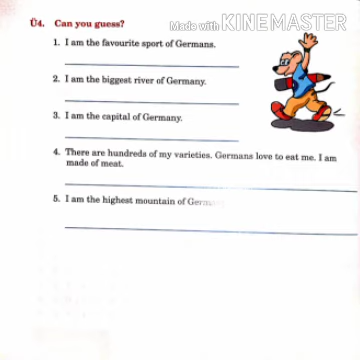 Made with KINEMASTER
Ü4. Can you guess?
1. I am the favourite sport of Germans.
2. I am the biggest river of Germany.
3. I am the capital of Germany.
4. There are hundreds of my varieties. Germans love to eat me. I am
made of meat.
5. I am the highest mountain of Germany